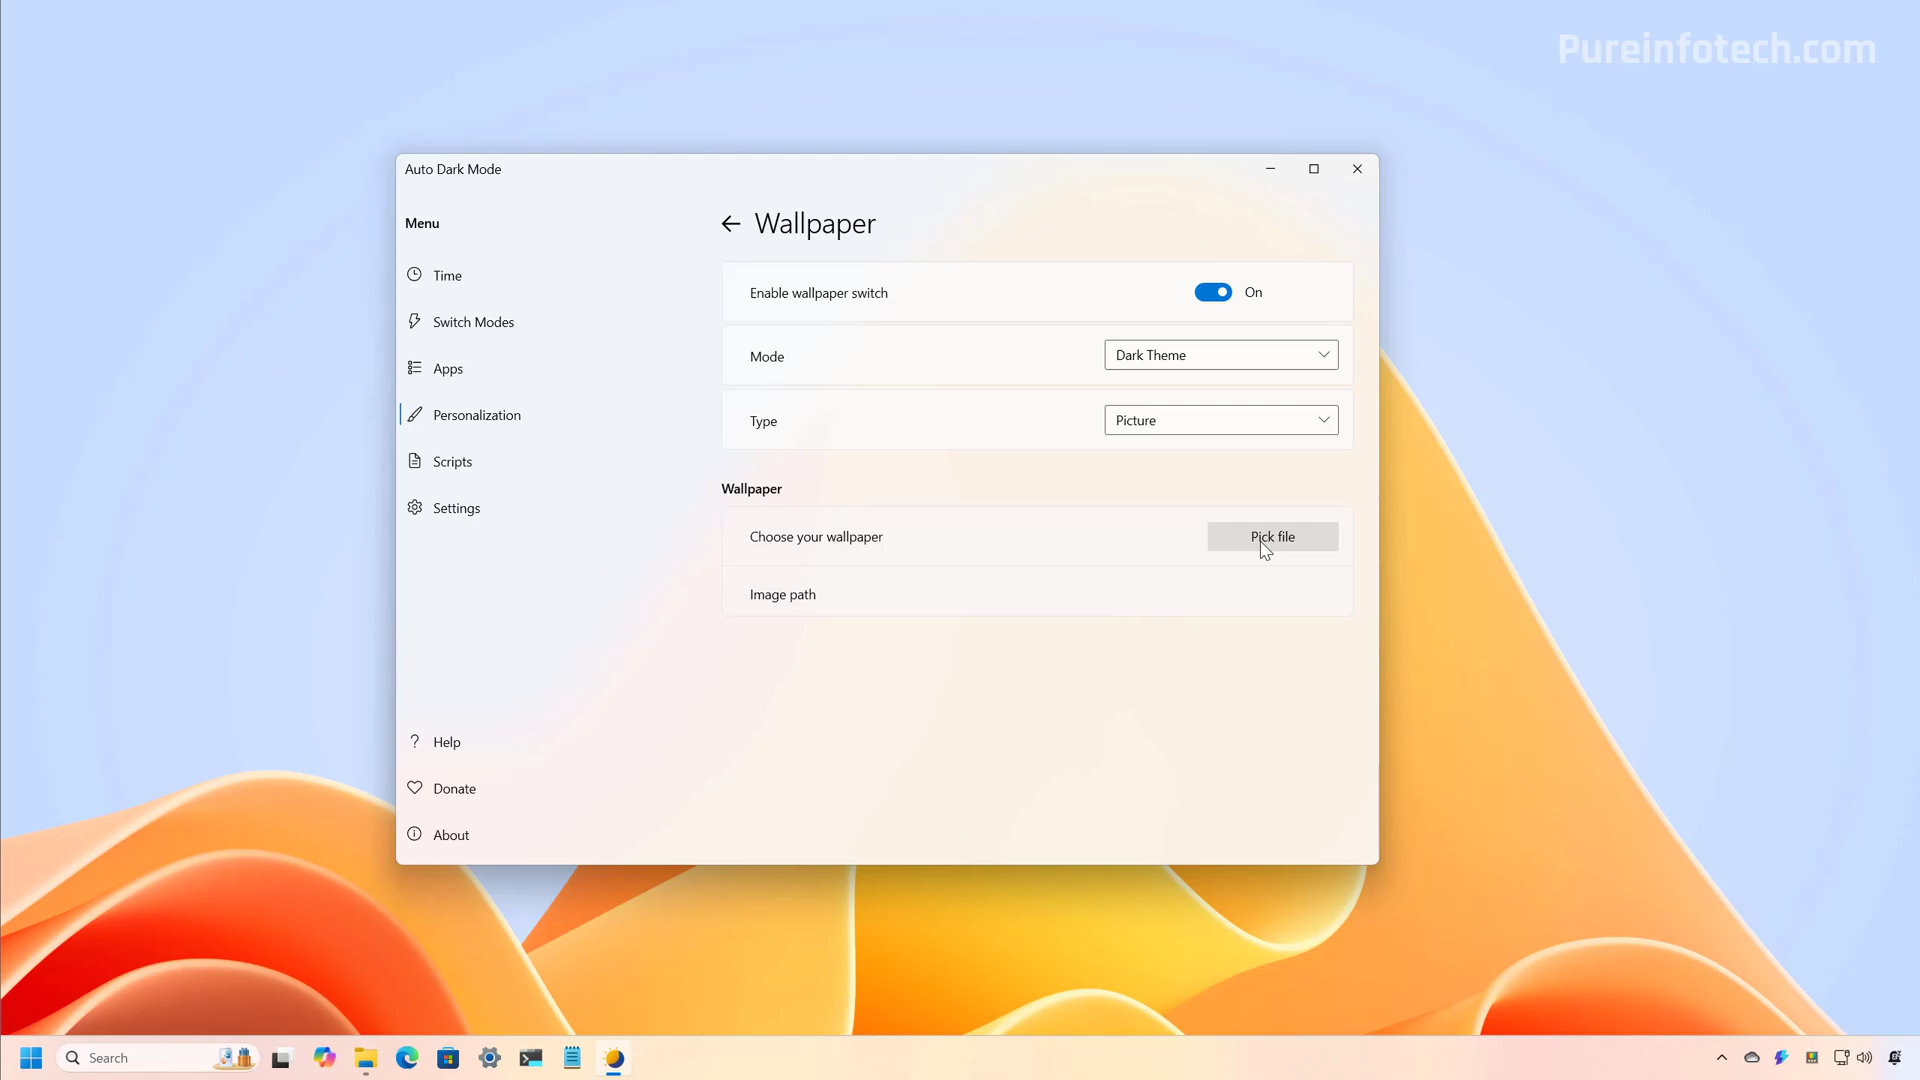 Pureinfotech.com
Auto Dark Mode
Menu
Time
Switch Modes
Apps
Personalization
Scripts
Settings
Help
Donate
About
Wallpaper
Enable wallpaper switch
On
Mode
Dark Theme
Type
Picture
Wallpaper
Choose your wallpaper
Pick file
Image path
Search